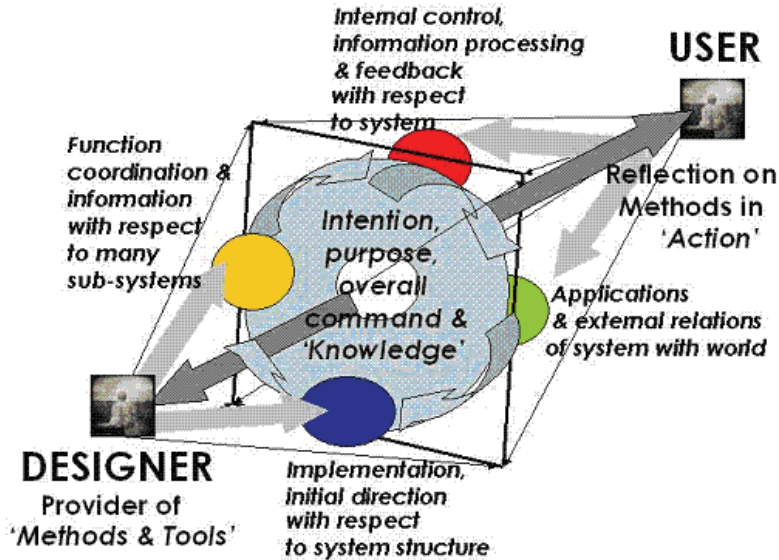 Internal control,
information processing
& feedback
with respect
to system
USER
Function
coordination &
information
with respect
to many
sub-systems
Reflection on
Methods in
'Action'
Intention,
purpose,
overall
command &
'Knowledge'
Applications
& external relations
of system with world
DESIGNER
Provider of
'Methods & Tools'
Implementation,
initial direction
with respect
to system structure